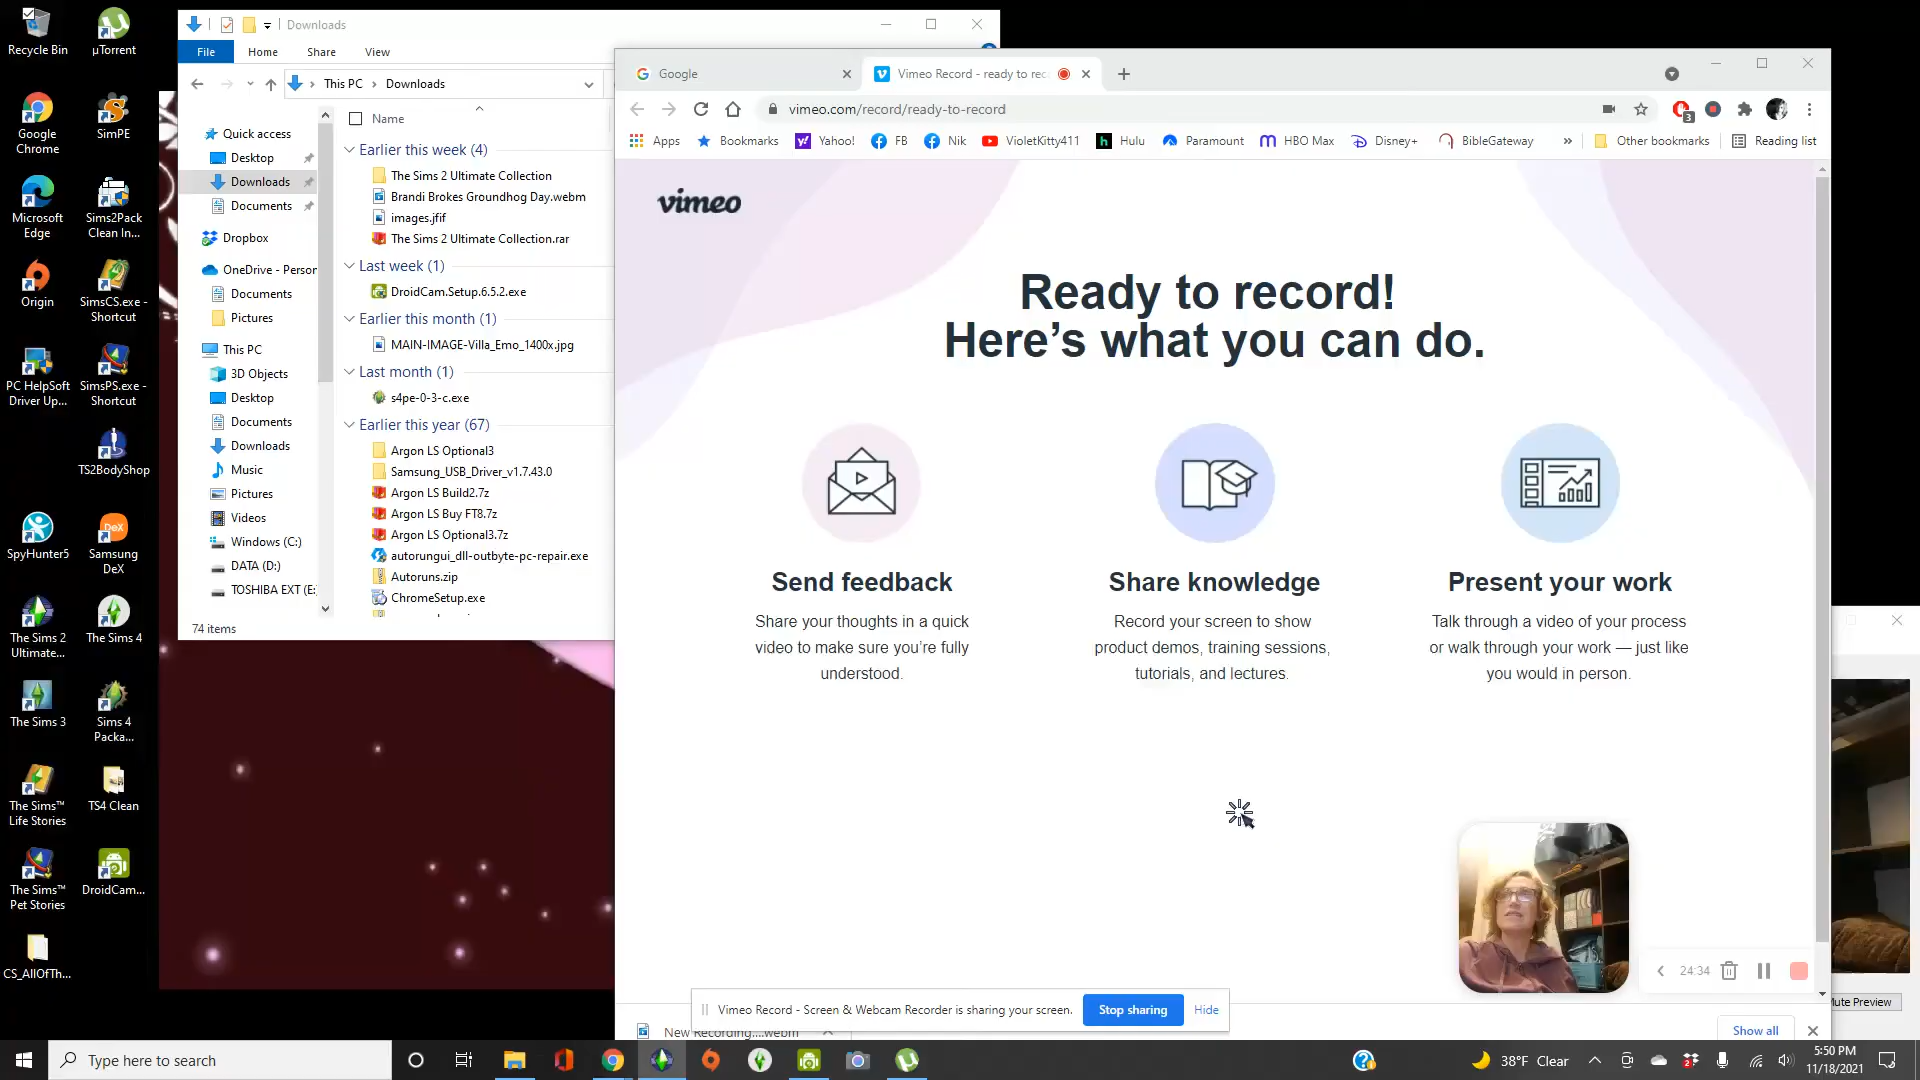 Recycle Bin
µTorrent
Google Chrome
SimPE
Microsoft Edge
Sims2Pack Clean In...
Origin
SimsCS.exe - Shortcut
PC HelpSoft Driver Up...
SimsPS.exe - Shortcut
TS2BodyShop
SpyHunter5
Samsung DeX
The Sims 2 Ultimate...
The Sims 4
The Sims 3
Sims 4 Packa...
The Sims™ Life Stories
TS4 Clean
The Sims™ Pet Stories
DroidCam...
CS_AllOfTh...
Downloads
File Home Share View
This PC Downloads
Quick access
Desktop
Downloads
Documents
Dropbox
OneDrive - Person
Documents
Pictures
This PC
3D Objects
Desktop
Documents
Downloads
Music
Pictures
Videos
Windows (C:)
DATA (D:)
TOSHIBA EXT (E:
74 items
Name
Earlier this week (4)
The Sims 2 Ultimate Collection
Brandi Brokes Groundhog Day.webm
images.jfif
The Sims 2 Ultimate Collection.rar
Last week (1)
DroidCam.Setup.6.5.2.exe
Earlier this month (1)
MAIN-IMAGE-Villa_Emo_1400x.jpg
Last month (1)
s4pe-0-3-c.exe
Earlier this year (67)
Argon LS Optional3
Samsung_USB_Driver_v1.7.43.0
Argon LS Build2.7z
Argon LS Buy FT8.7z
Argon LS Optional3.7z
autorungui_dll-outbyte-pc-repair.exe
Autoruns.zip
ChromeSetup.exe
Google
Vimeo Record - ready to rec
vimeo.com/record/ready-to-record
3
Apps Bookmarks Yahoo! FB Nik VioletKitty411 Hulu Paramount HBO Max Disney+ BibleGateway » Other bookmarks Reading list
vimeo
Ready to record!
Here's what you can do.
Send feedback
Share your thoughts in a quick
video to make sure you're fully
understood.
Share knowledge
Record your screen to show
product demos, training sessions,
tutorials, and lectures.
Present your work
Talk through a video of your process
or walk through your work — just like
you would in person.
24:34
Vimeo Record - Screen & Webcam Recorder is sharing your screen.
Stop sharing
Hide
New Recording....webm
Show all
Mute Preview
Type here to search
38°F Clear
5:50 PM
11/18/2021